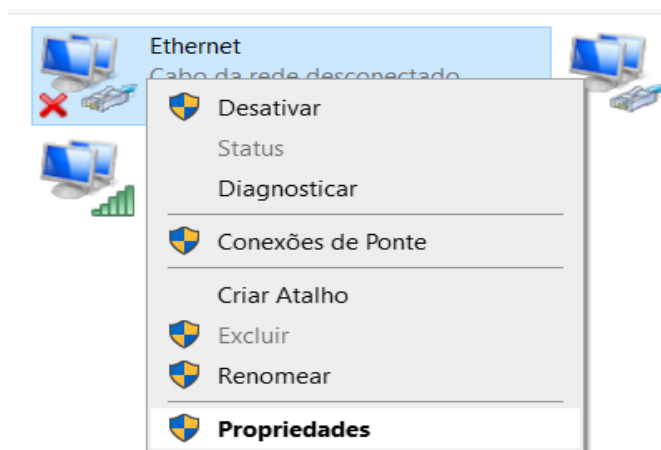 Ethernet
Cabo da rede desconectado
Desativar
Status
Diagnosticar
Conexões de Ponte
Criar Atalho
Excluir
Renomear
Propriedades